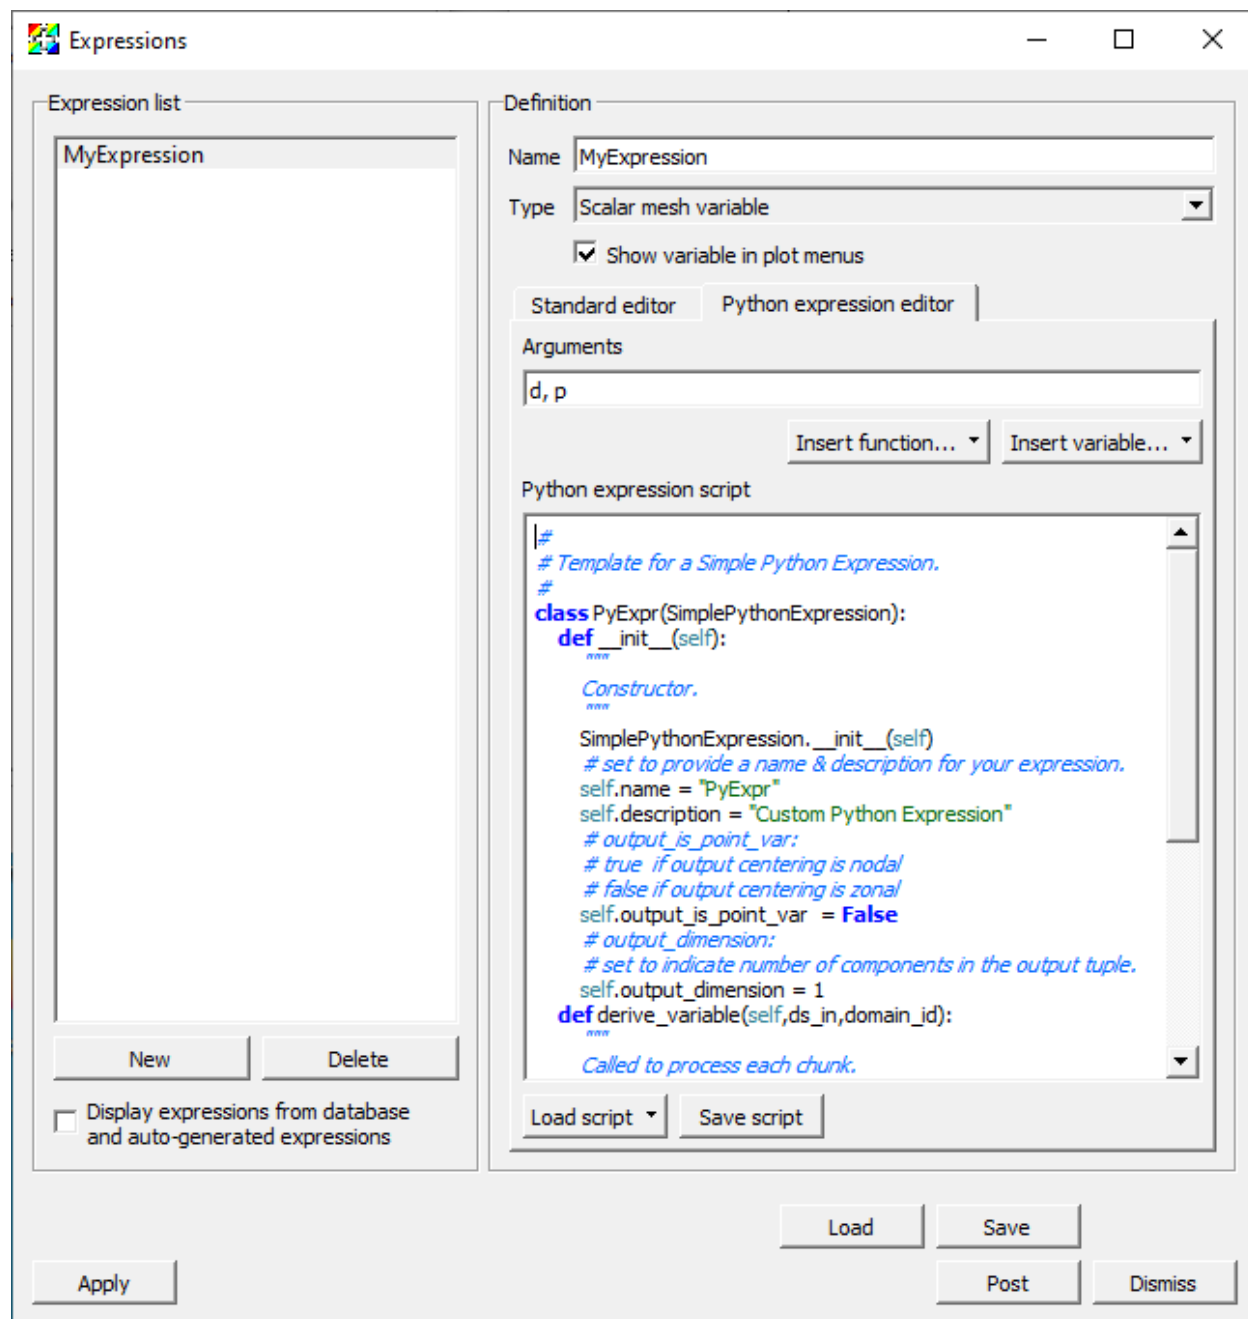 Expressions
Expression list
MyExpression
New
Delete
Display expressions from database
and auto-generated expressions
Definition
Name
MyExpression
Type
Scalar mesh variable
Show variable in plot menus
Standard editor
Python expression editor
Arguments
d, p
Insert function...
Insert variable...
Python expression script
#
# Template for a Simple Python Expression.
#
class PyExpr(SimplePythonExpression):
def __init__(self):
"""
Constructor.
"""
SimplePythonExpression.__init__(self)
# set to provide a name & description for your expression.
self.name = "PyExpr"
self.description = "Custom Python Expression"
# output_is_point_var:
# true  if output centering is nodal
# false if output centering is zonal
self.output_is_point_var  = False
# output_dimension:
# set to indicate number of components in the output tuple.
self.output_dimension = 1
def derive_variable(self,ds_in,domain_id):
"""
Called to process each chunk.
Load script
Save script
Load
Save
Apply
Post
Dismiss